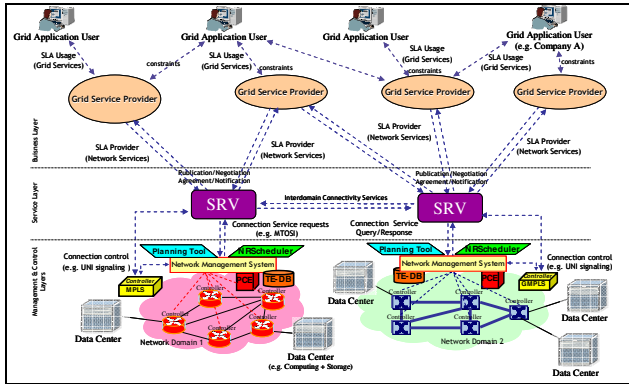 Grid Application User
Grid Application User
Grid Application User
Grid Application User
(e.g. Company A)
SLA Usage
(Grid Services)
constraints
SLA Usage
(Grid Services)
constraints
SLA Usage
(Grid Services)
constraints
SLA Usage
(Grid Services)
constraints
Grid Service Provider
Grid Service Provider
Grid Service Provider
Grid Service Provider
Buisness Layer
SLA Provider
(Network Services)
SLA Provider
(Network Services)
SLA Provider
(Network Services)
SLA Provider
(Network Services)
Publication/Negotiation
Agreement/Notification
Publication/Negotiation
Agreement/Notification
Service Layer
SRV
Interdomain Connectivity Services
SRV
Connection Service requests
(e.g. MTOSI)
Connection Service
Query/Response
Management & Control
Layers
Connection control
(e.g. UNI signaling)
Planning Tool
NRScheduler
Network Management System
Planning Tool
NRScheduler
Network Management System
Connection control
(e.g. UNI signaling)
Controller
MPLS
PCE
TE-DB
TE-DB
PCE
Controller
GMPLS
Controller
Controller
Controller
Controller
Controller
Controller
Controller
Data Center
Network Domain 1
Data Center
(e.g. Computing + Storage)
Data Center
Network Domain 2
Data Center
Data Center